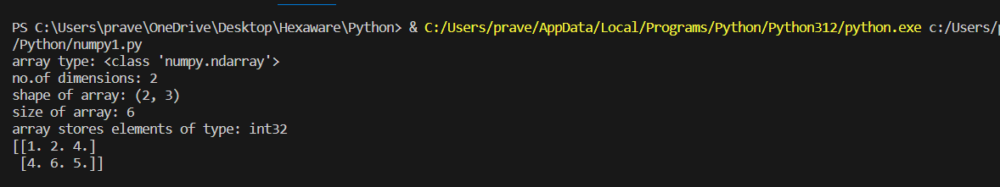 PS C:\Users\prave\OneDrive\Desktop\Hexaware\Python> & C:/Users/prave/AppData/Local/Programs/Python/Python312/python.exe c:/Users/
/Python/numpy1.py
array type: <class 'numpy.ndarray'>
no.of dimensions: 2
shape of array: (2, 3)
size of array: 6
array stores elements of type: int32
[[1. 2. 4.]
 [4. 6. 5.]]